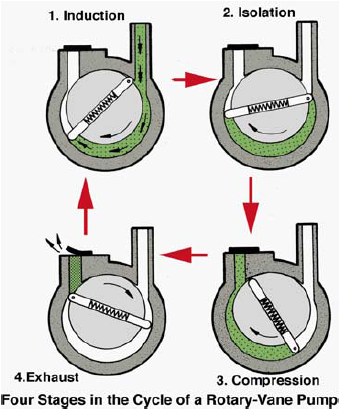 1. Induction
2. Isolation
4.Exhaust
3. Compression
Four Stages in the Cycle of a Rotary-Vane Pump